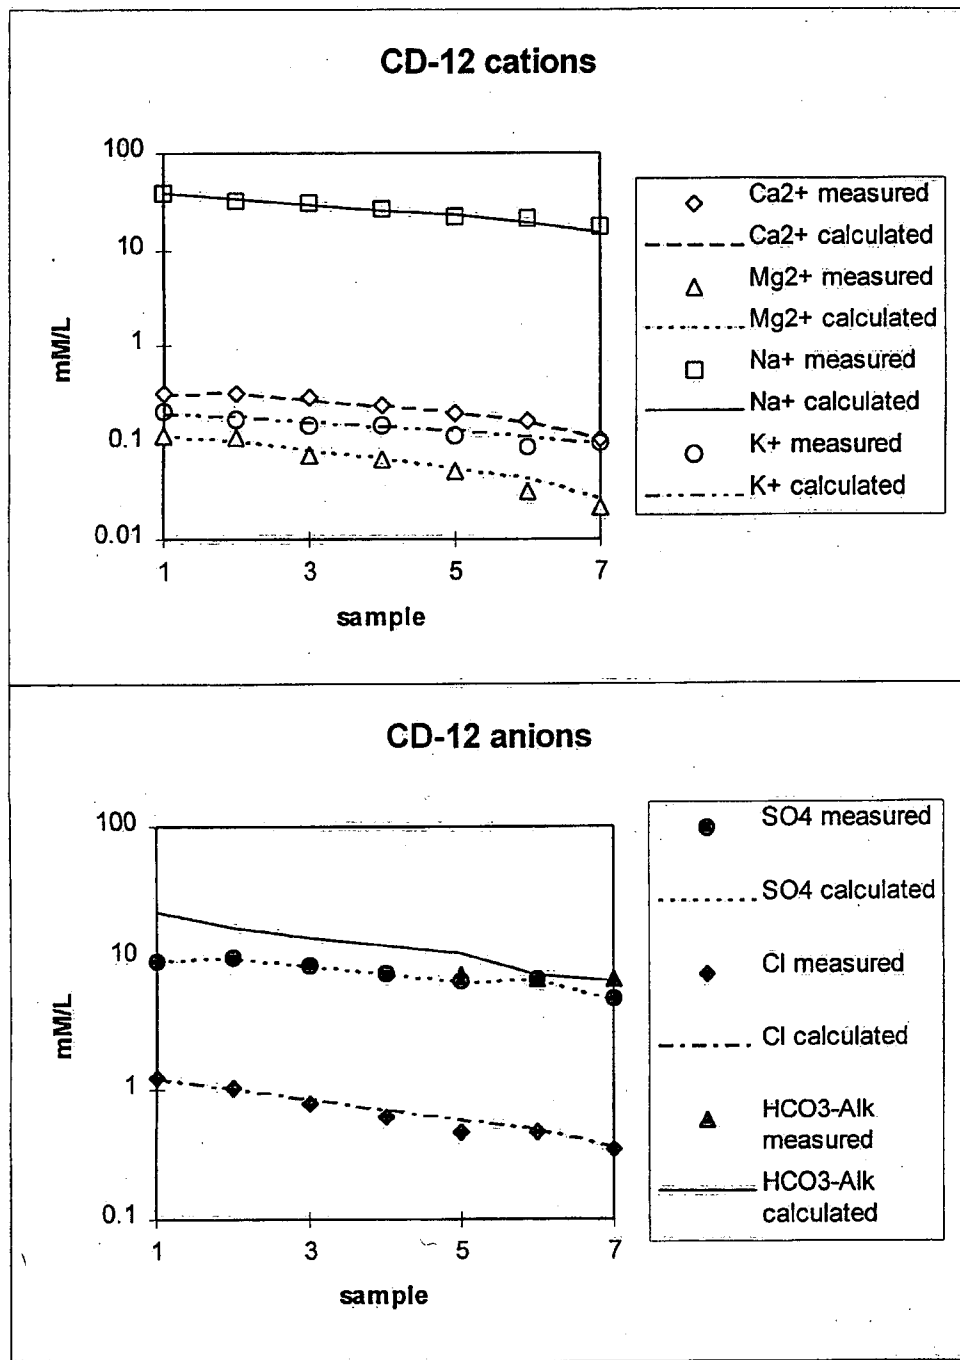 CD-12 cations
100
10
1
0.1
0.01
mM/L
1 3 5 7
sample
Ca2+ measured
Ca2+ calculated
Mg2+ measured
Mg2+ calculated
Na+ measured
Na+ calculated
K+ measured
K+ calculated
CD-12 anions
100
10
1
0.1
mM/L
1 3 5 7
sample
SO4 measured
SO4 calculated
Cl measured
Cl calculated
HCO3-Alk
measured
HCO3-Alk
calculated